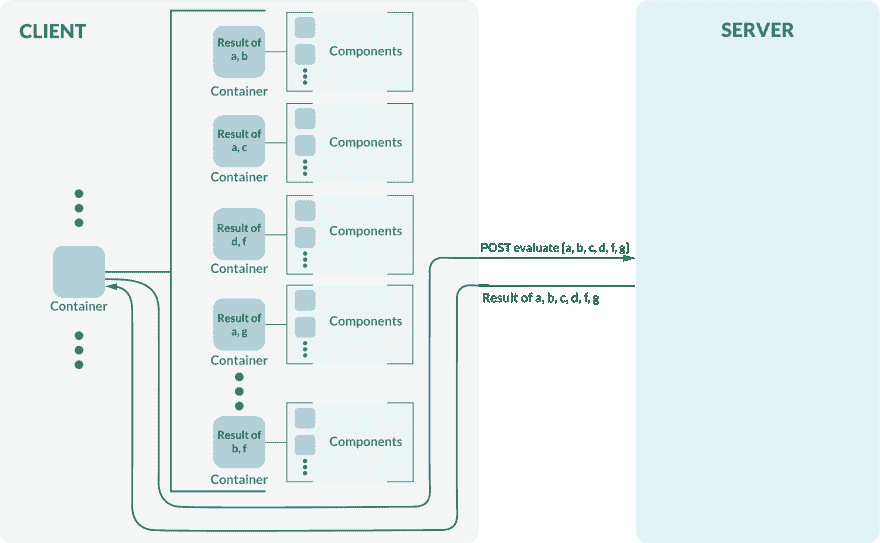 CLIENT
SERVER
Result of
a, b
Container
Components
Result of
a, c
Container
Components
Result of
d, f
Container
Components
POST evaluate [a, b, c, d, f, g]
Result of a, b, c, d, f, g
Container
Result of
a, g
Container
Components
Result of
b, f
Container
Components